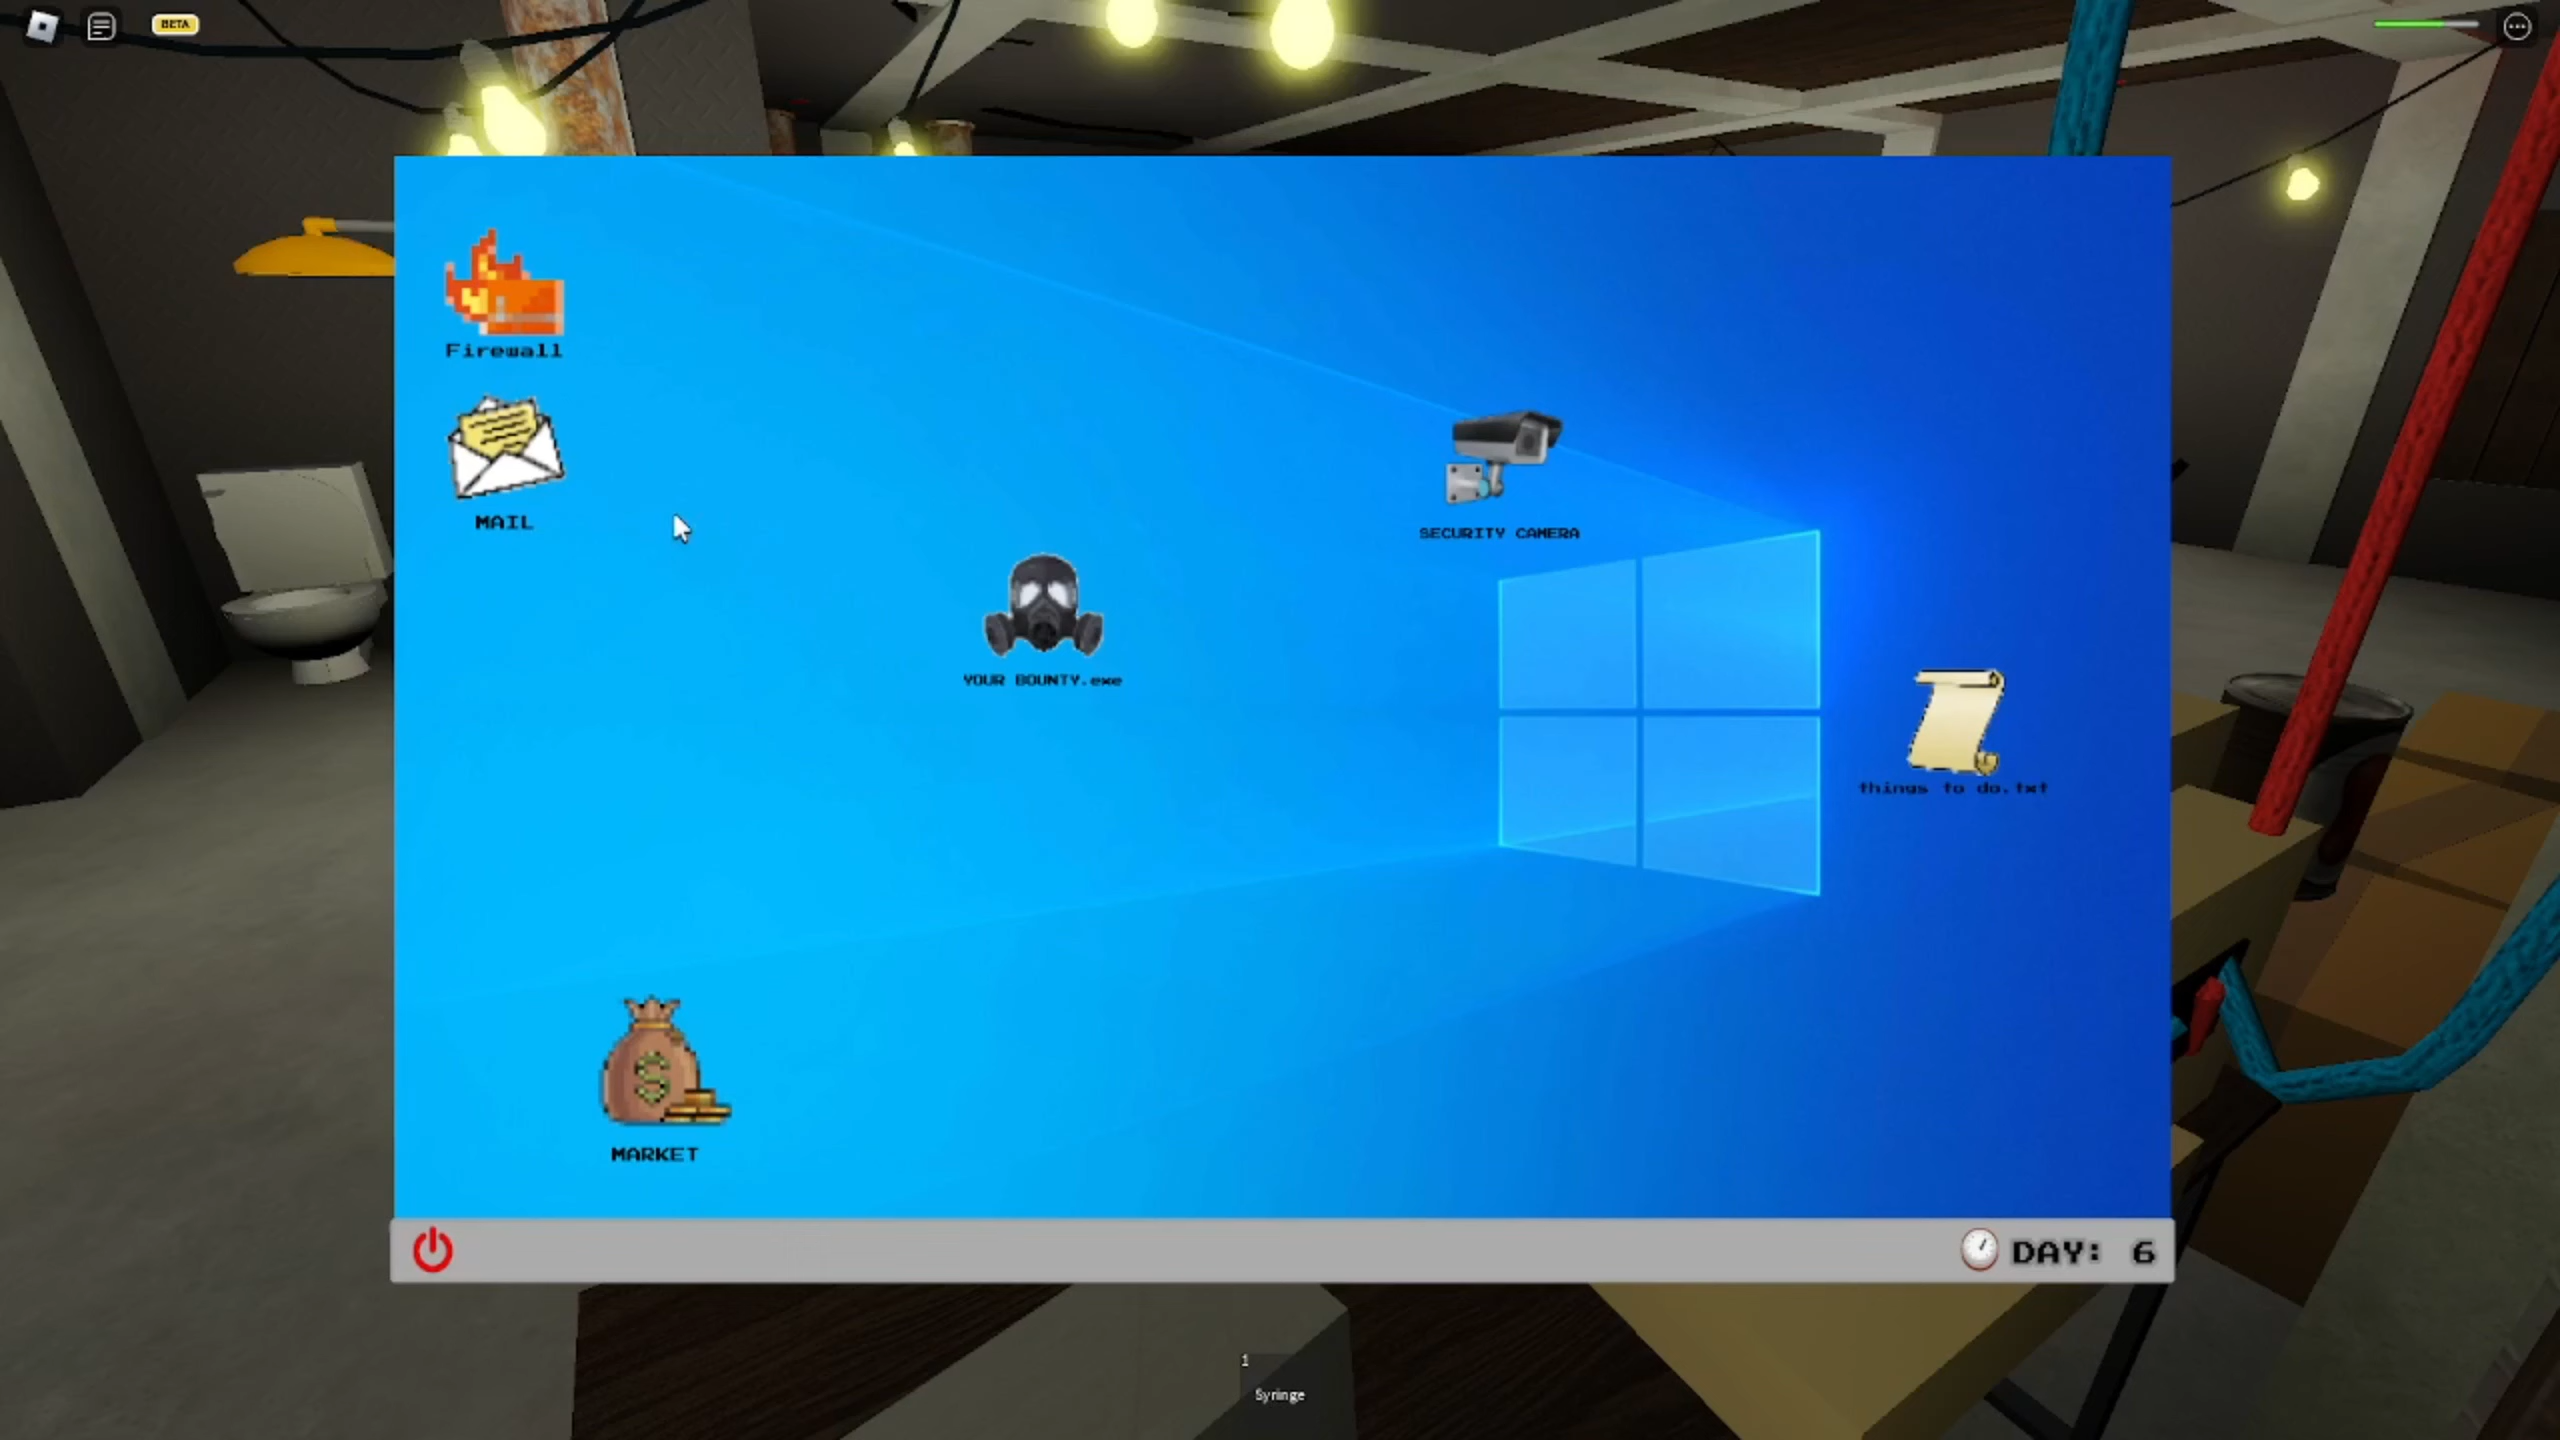 BETA
Firewall
MAIL
SECURITY CAMERA
YOUR BOUNTY.exe
things to do.txt
MARKET
DAY: 6
1
Syringe